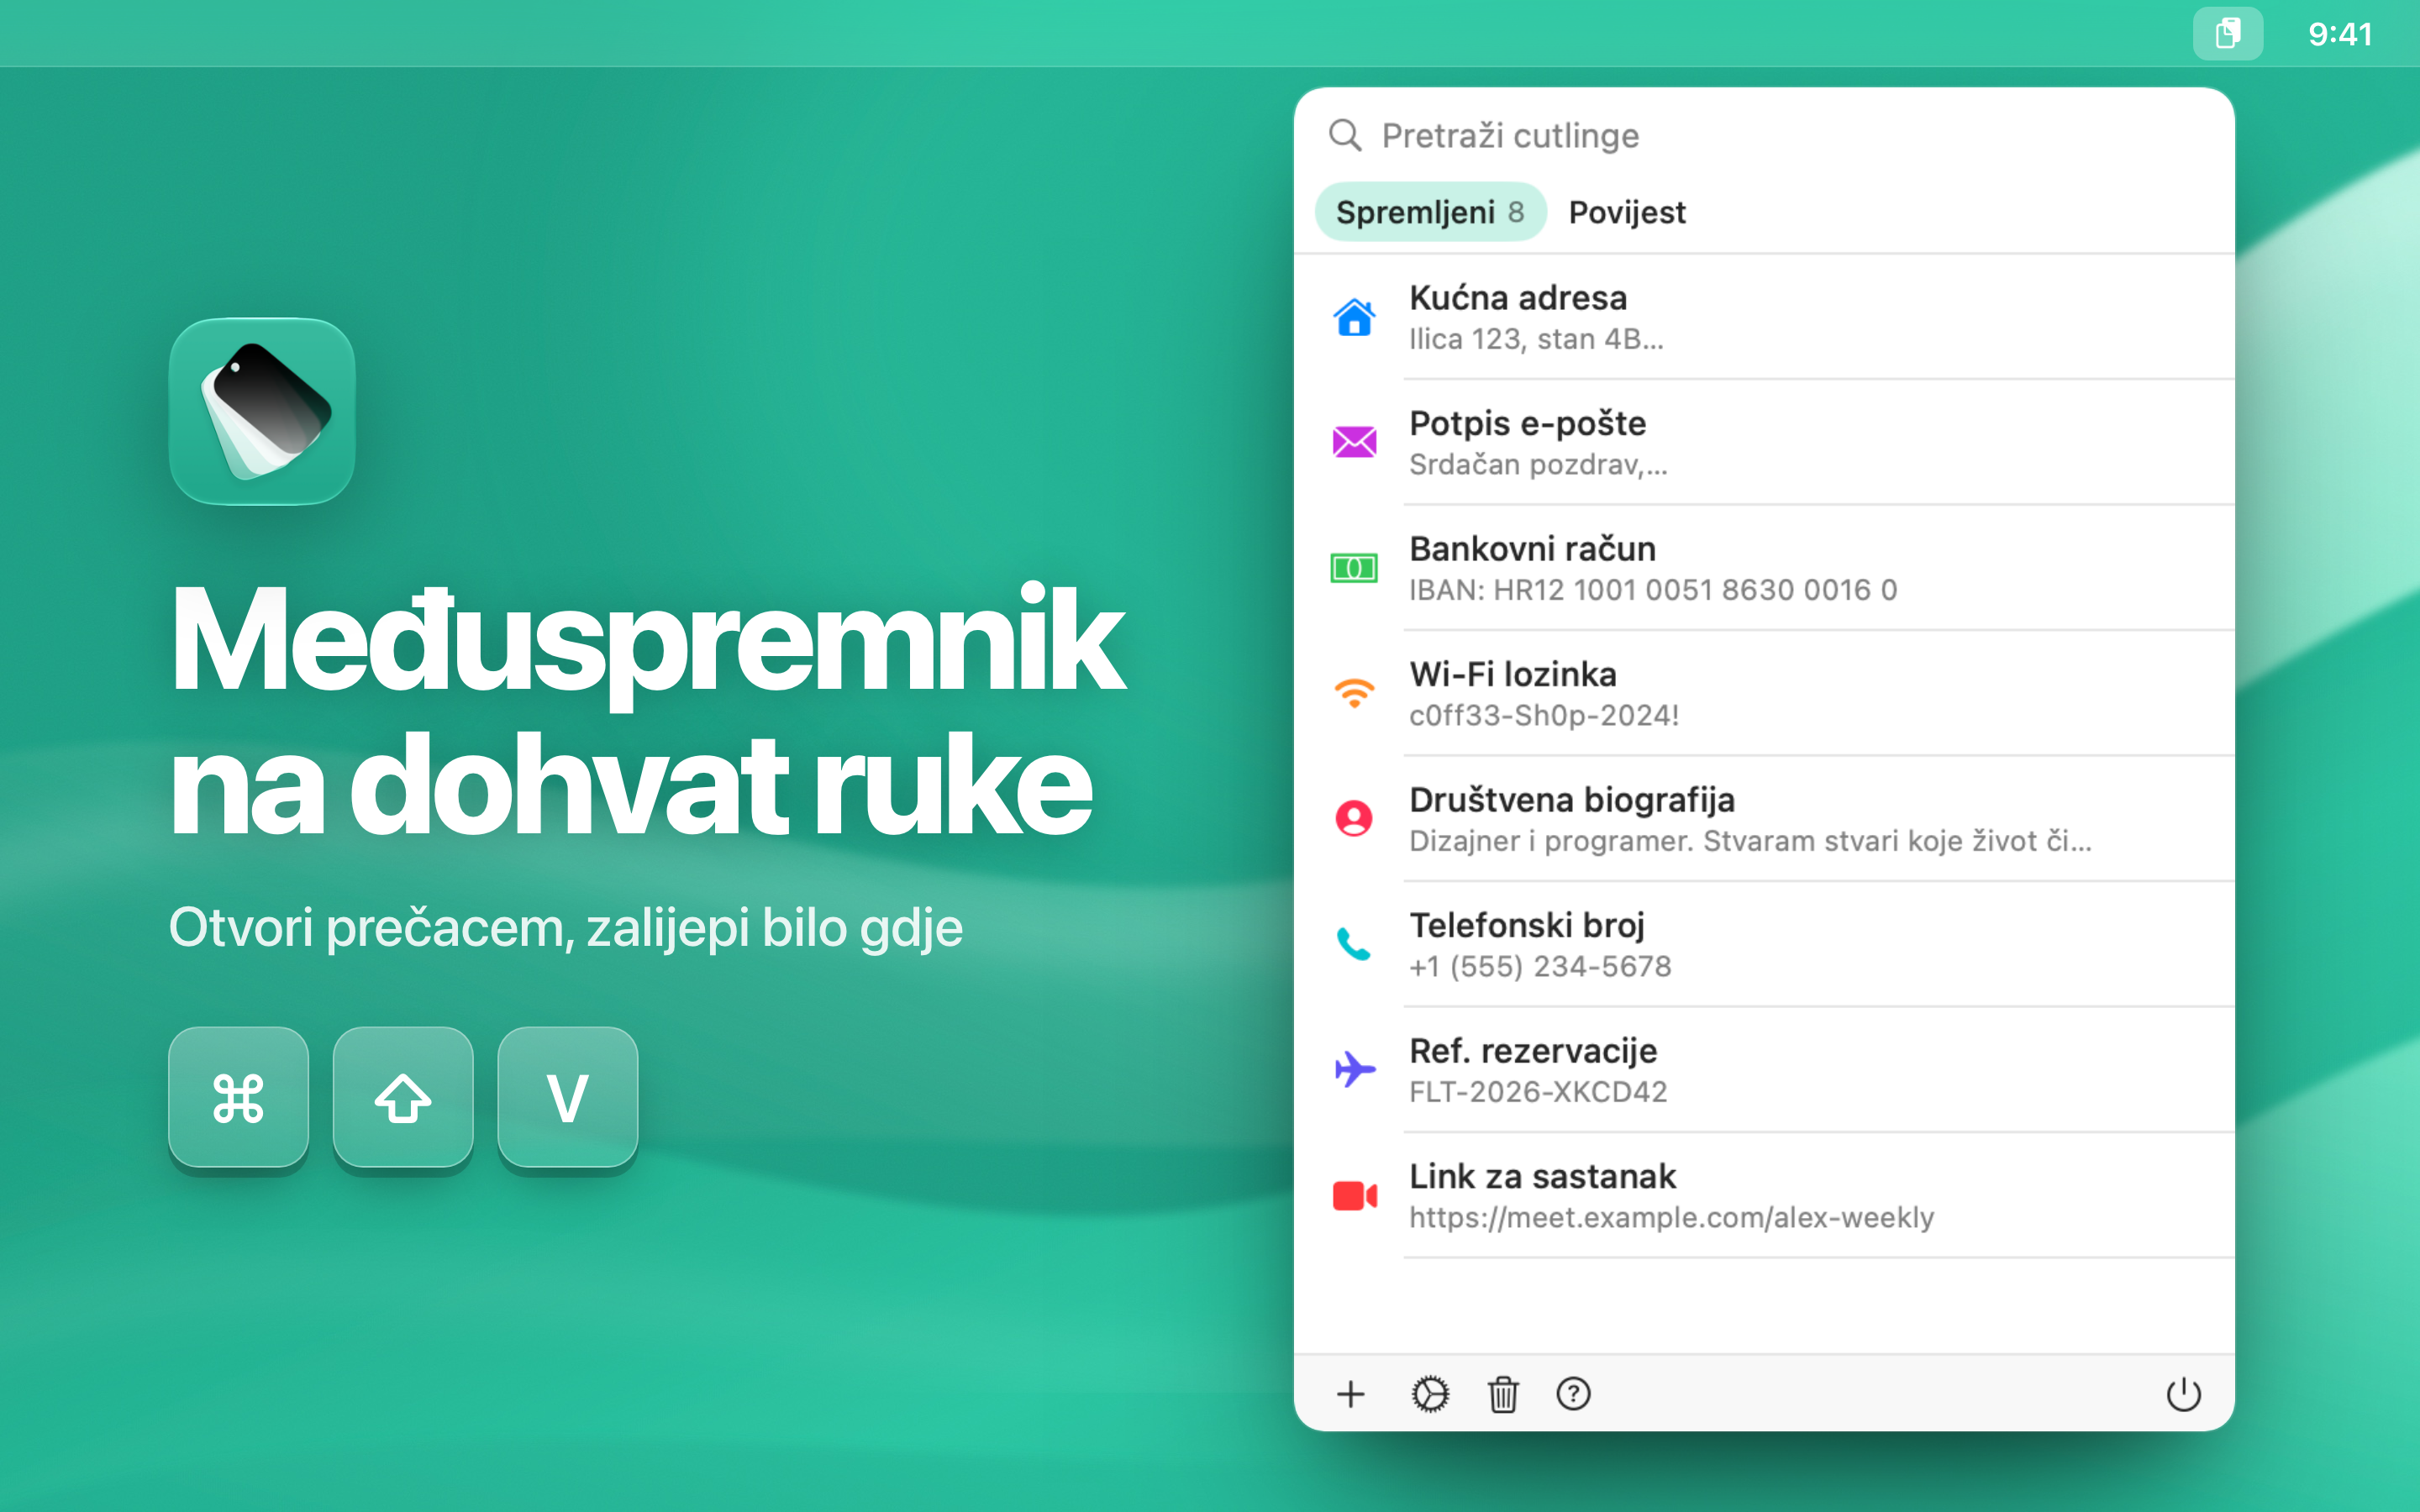 9:41
Međuspremnik
na dohvat ruke
Otvori prečacem, zalijepi bilo gdje
⌘ ⇧ V
Pretraži cutlinge
Spremljeni 8 Povijest
Kućna adresa
Ilica 123, stan 4B...
Potpis e-pošte
Srdačan pozdrav,...
Bankovni račun
IBAN: HR12 1001 0051 8630 0016 0
Wi-Fi lozinka
c0ff33-Sh0p-2024!
Društvena biografija
Dizajner i programer. Stvaram stvari koje život či...
Telefonski broj
+1 (555) 234-5678
Ref. rezervacije
FLT-2026-XKCD42
Link za sastanak
https://meet.example.com/alex-weekly